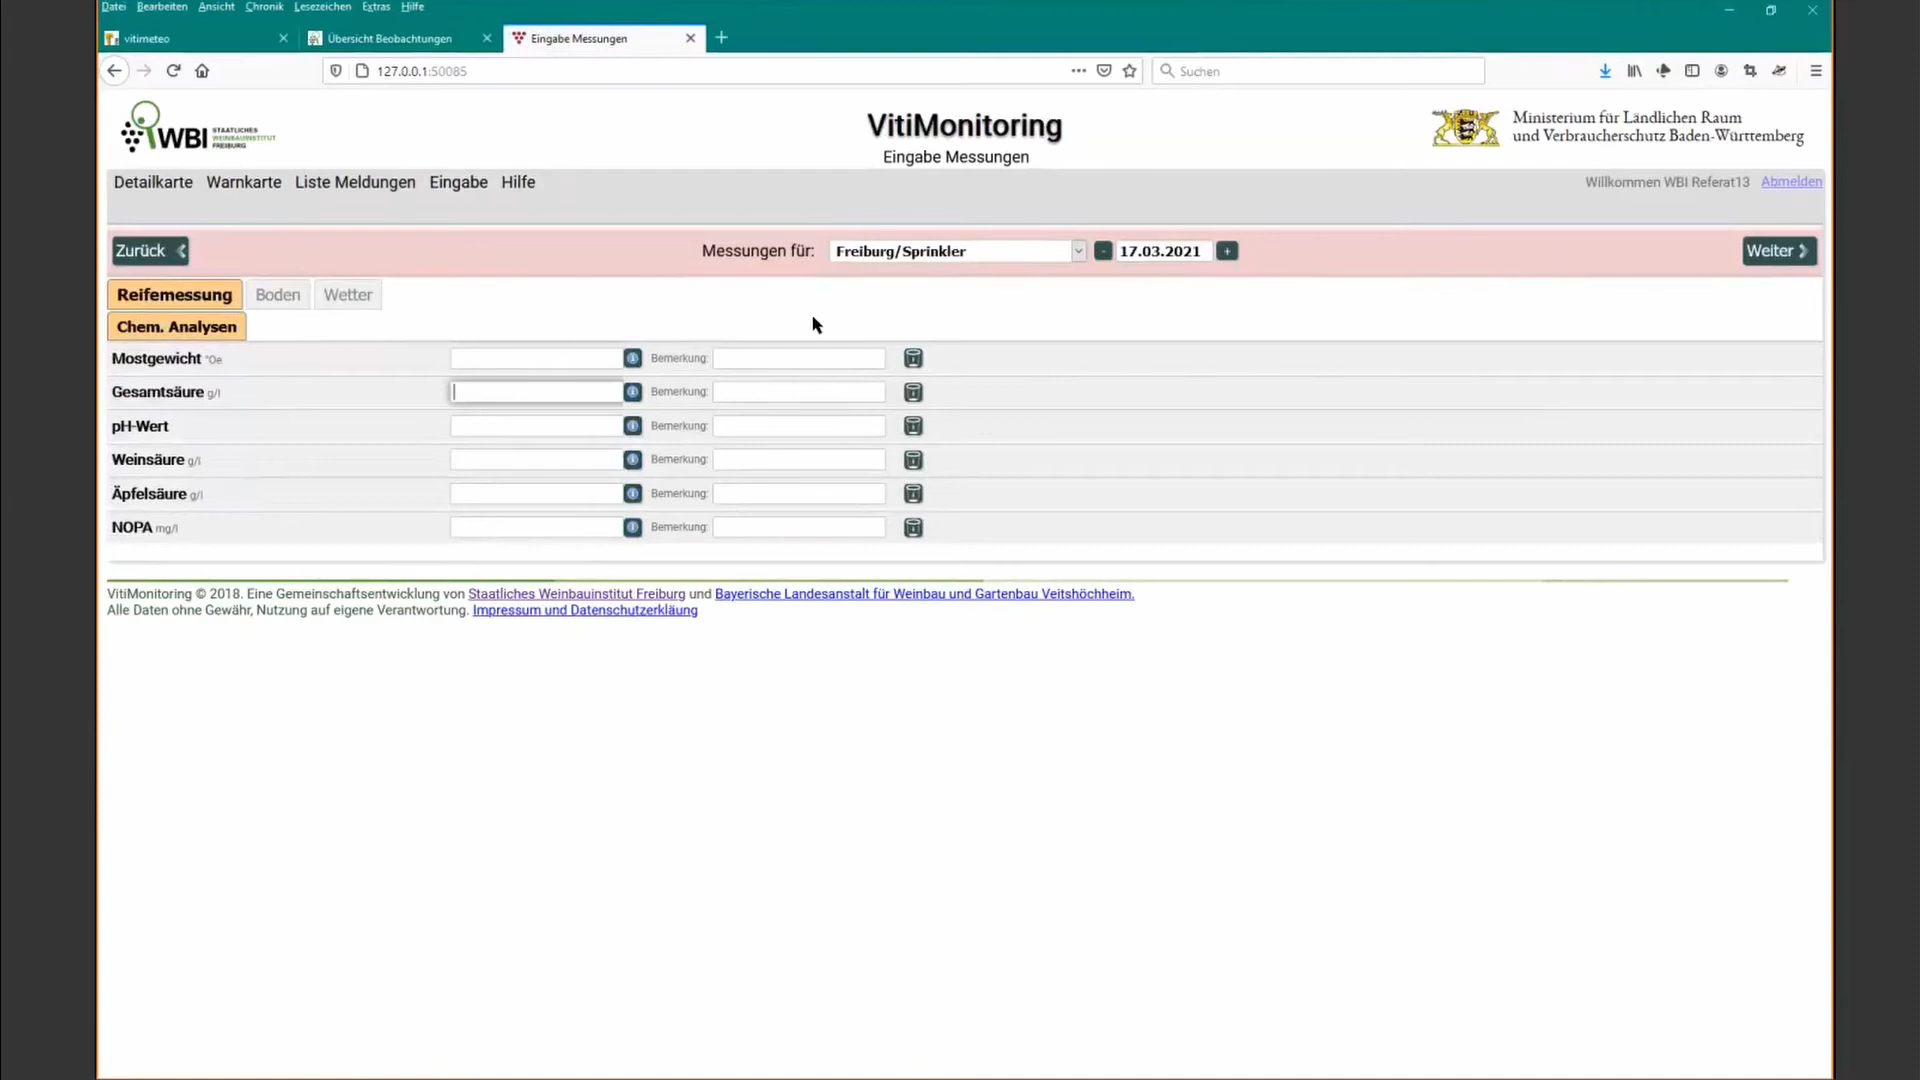 Datei Bearbeiten Ansicht Chronik Lesezeichen Extras Hilfe
vitimeteo Übersicht Beobachtungen Eingabe Messungen
127.0.0.1:50085 Suchen
WBI STAATLICHES WEINBAUINSTITUT FREIBURG
VitiMonitoring
Eingabe Messungen
Ministerium für Ländlichen Raum
und Verbraucherschutz Baden-Württemberg
Detailkarte Warnkarte Liste Meldungen Eingabe Hilfe Willkommen WBI Referat13 Abmelden
Zurück Messungen für: Freiburg/Sprinkler - 17.03.2021 + Weiter
Reifemessung Boden Wetter
Chem. Analysen
Mostgewicht °Oe Bemerkung:
Gesamtsäure g/l Bemerkung:
pH-Wert Bemerkung:
Weinsäure g/l Bemerkung:
Äpfelsäure g/l Bemerkung:
NOPA mg/l Bemerkung:
VitiMonitoring © 2018. Eine Gemeinschaftsentwicklung von Staatliches Weinbauinstitut Freiburg und Bayerische Landesanstalt für Weinbau und Gartenbau Veitshöchheim.
Alle Daten ohne Gewähr, Nutzung auf eigene Verantwortung. Impressum und Datenschutzerkläung